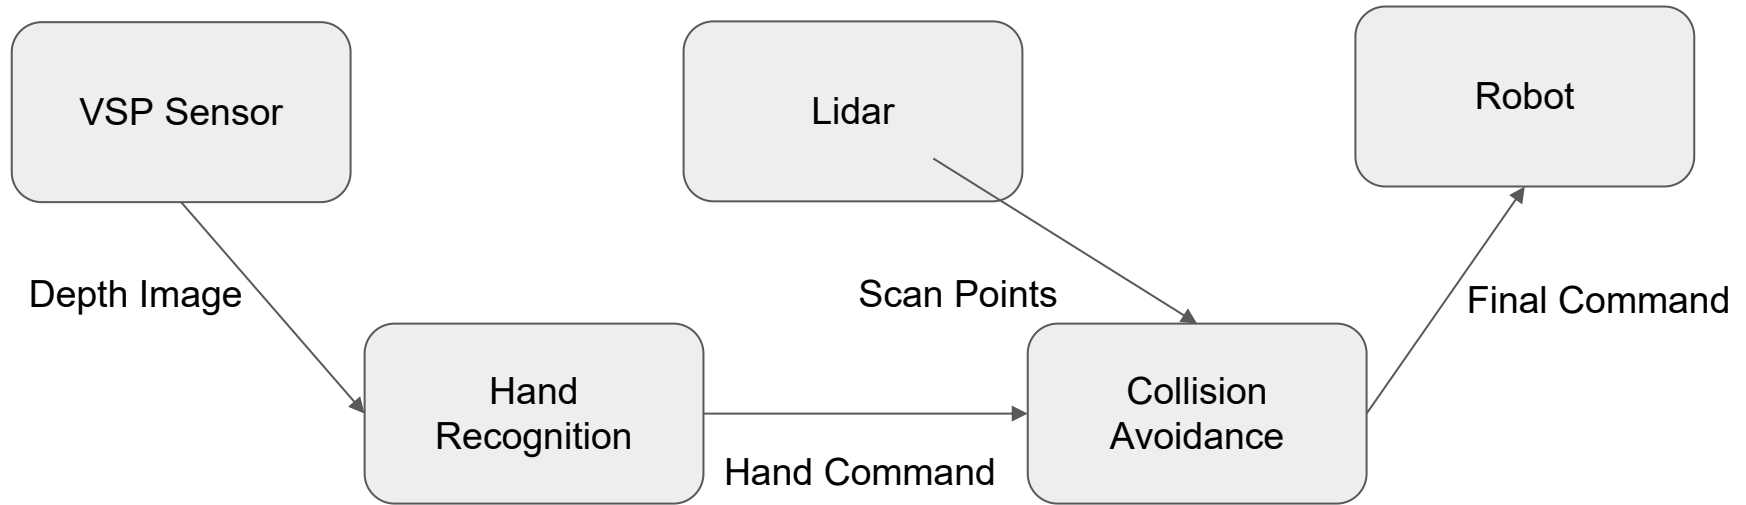 VSP Sensor
Lidar
Robot
Depth Image
Scan Points
Final Command
Hand
Recognition
Collision
Avoidance
Hand Command